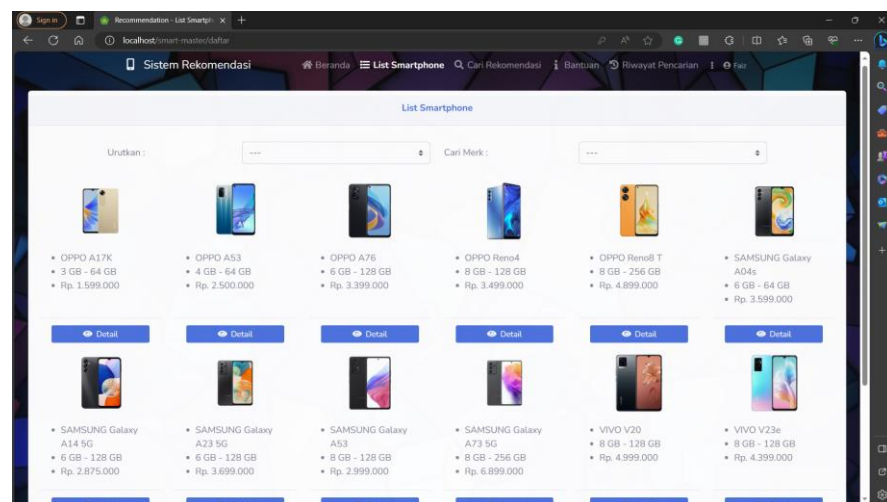 Sign in
Recommendation - List Smartph
localhost/smart-master/daftar
Sistem Rekomendasi
Beranda
List Smartphone
Cari Rekomendasi
Bantuan
Riwayat Pencarian
Faiz
List Smartphone
Urutkan :
---
Cari Merk :
---
OPPO A17K
3 GB - 64 GB
Rp. 1.599.000
Detail
OPPO A53
4 GB - 64 GB
Rp. 2.500.000
Detail
OPPO A76
6 GB - 128 GB
Rp. 3.399.000
Detail
OPPO Reno4
8 GB - 128 GB
Rp. 3.499.000
Detail
OPPO Reno8 T
8 GB - 256 GB
Rp. 4.899.000
Detail
SAMSUNG Galaxy
A04s
6 GB - 64 GB
Rp. 3.599.000
Detail
SAMSUNG Galaxy
A14 5G
6 GB - 128 GB
Rp. 2.875.000
SAMSUNG Galaxy
A23 5G
6 GB - 128 GB
Rp. 3.699.000
SAMSUNG Galaxy
A53
8 GB - 128 GB
Rp. 2.999.000
SAMSUNG Galaxy
A73 5G
8 GB - 256 GB
Rp. 6.899.000
VIVO V20
8 GB - 128 GB
Rp. 4.999.000
VIVO V23e
8 GB - 128 GB
Rp. 4.399.000